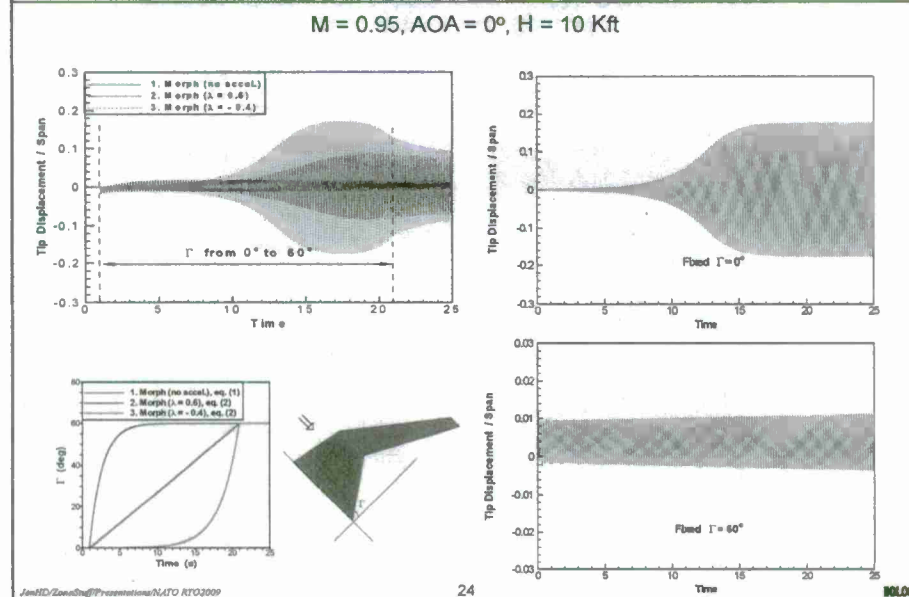 M = 0.95, AOA = 0º, H = 10 Kft
0.3
0.2
0.1
0
-0.1
-0.2
-0.3
Tip Displacement / Span
1. Morph (no accel.)
2. Morph (λ = 0.6)
3. Morph (λ = - 0.4)
Γ from 0° to 60°
0 5 10 15 20 25
Time
0.3
0.2
0.1
0
-0.1
-0.2
-0.3
Tip Displacement / Span
Fixed Γ = 0°
0 5 10 15 20 25
Time
80
60
40
20
0
Γ (deg)
1. Morph (no accel.), eq. (1)
2. Morph (λ = 0.6), eq. (2)
3. Morph (λ = - 0.4), eq. (2)
5 10 15 20 25
Time (s)
Γ
0.03
0.02
0.01
0
-0.01
-0.02
-0.03
Tip Displacement / Span
Fixed Γ = 60°
0 5 10 15 20 25
Time
JenHD/ZonaStuff/Presentations/NATO RTO2009
24